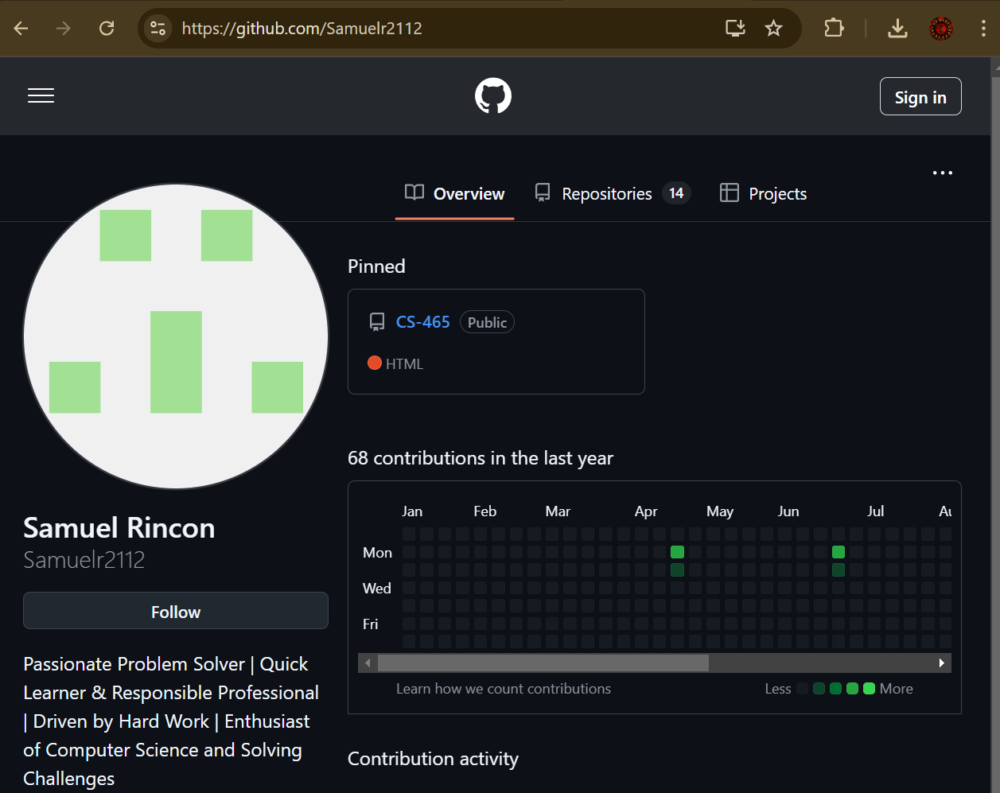 https://github.com/Samuelr2112
Sign in
Overview
Repositories 14
Projects
Pinned
CS-465 Public
HTML
68 contributions in the last year
Jan Feb Mar Apr May Jun Jul Au
Mon
Wed
Fri
Learn how we count contributions
Less More
Contribution activity
Samuel Rincon
Samuelr2112
Follow
Passionate Problem Solver | Quick
Learner & Responsible Professional
| Driven by Hard Work | Enthusiast
of Computer Science and Solving
Challenges